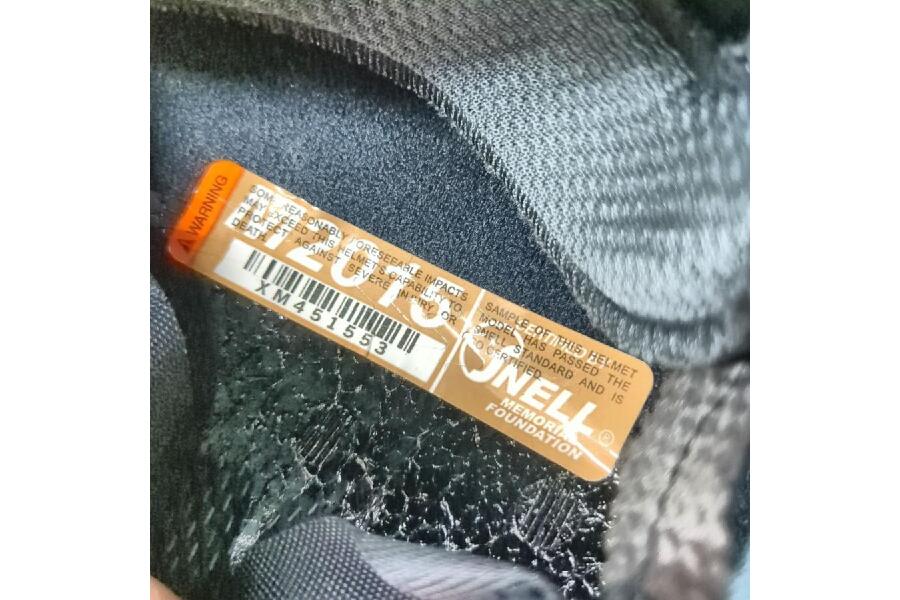 WARNING
SOME REASONABLY FORESEEABLE IMPACTS
MAY EXCEED THIS HELMET'S CAPABILITY TO
PROTECT AGAINST SEVERE INJURY OR
DEATH
2015
XM451553
SAMPLE OF THIS HELMET
MODEL HAS PASSED THE
SNELL STANDARD AND IS
SO CERTIFIED
SNELL
MEMORIAL
FOUNDATION
®